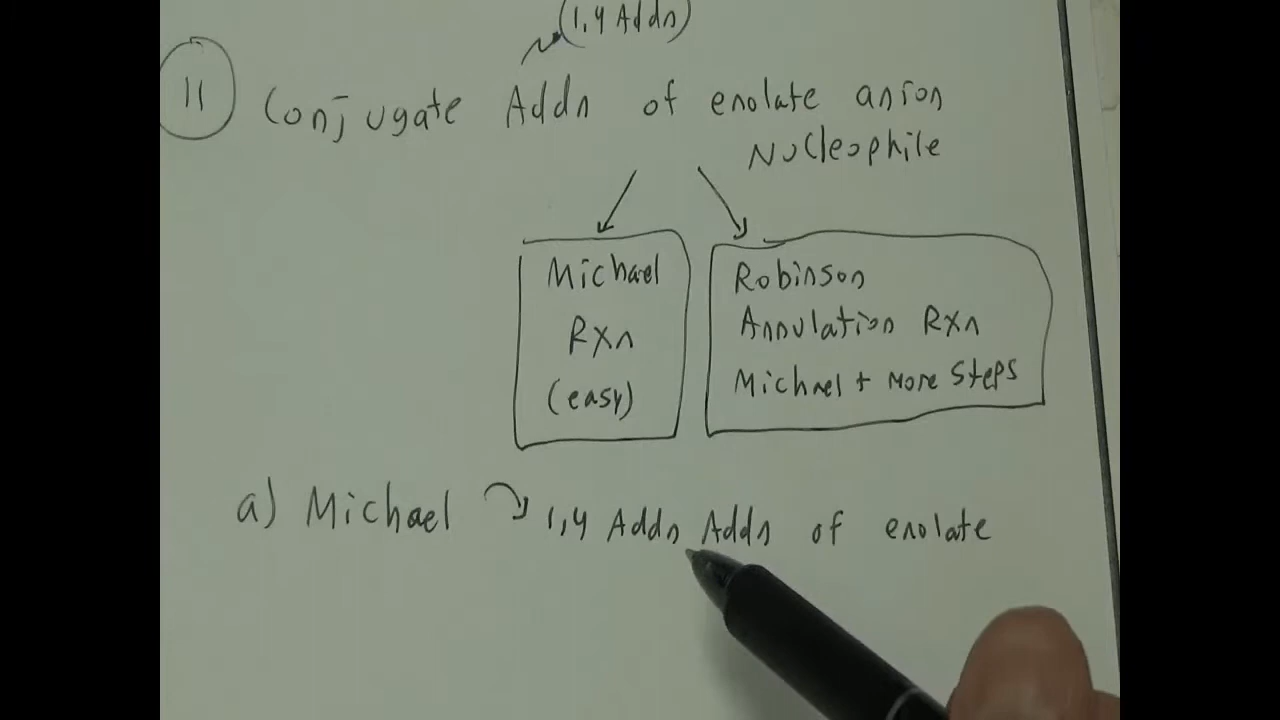 (1,4 Addn)
11 Conjugate Addn of enolate anion
Nucleophile
Michael
Rxn
(easy)
Robinson
Annulation Rxn
Michael + More Steps
a) Michael 1,4 Addn Addn of enolate